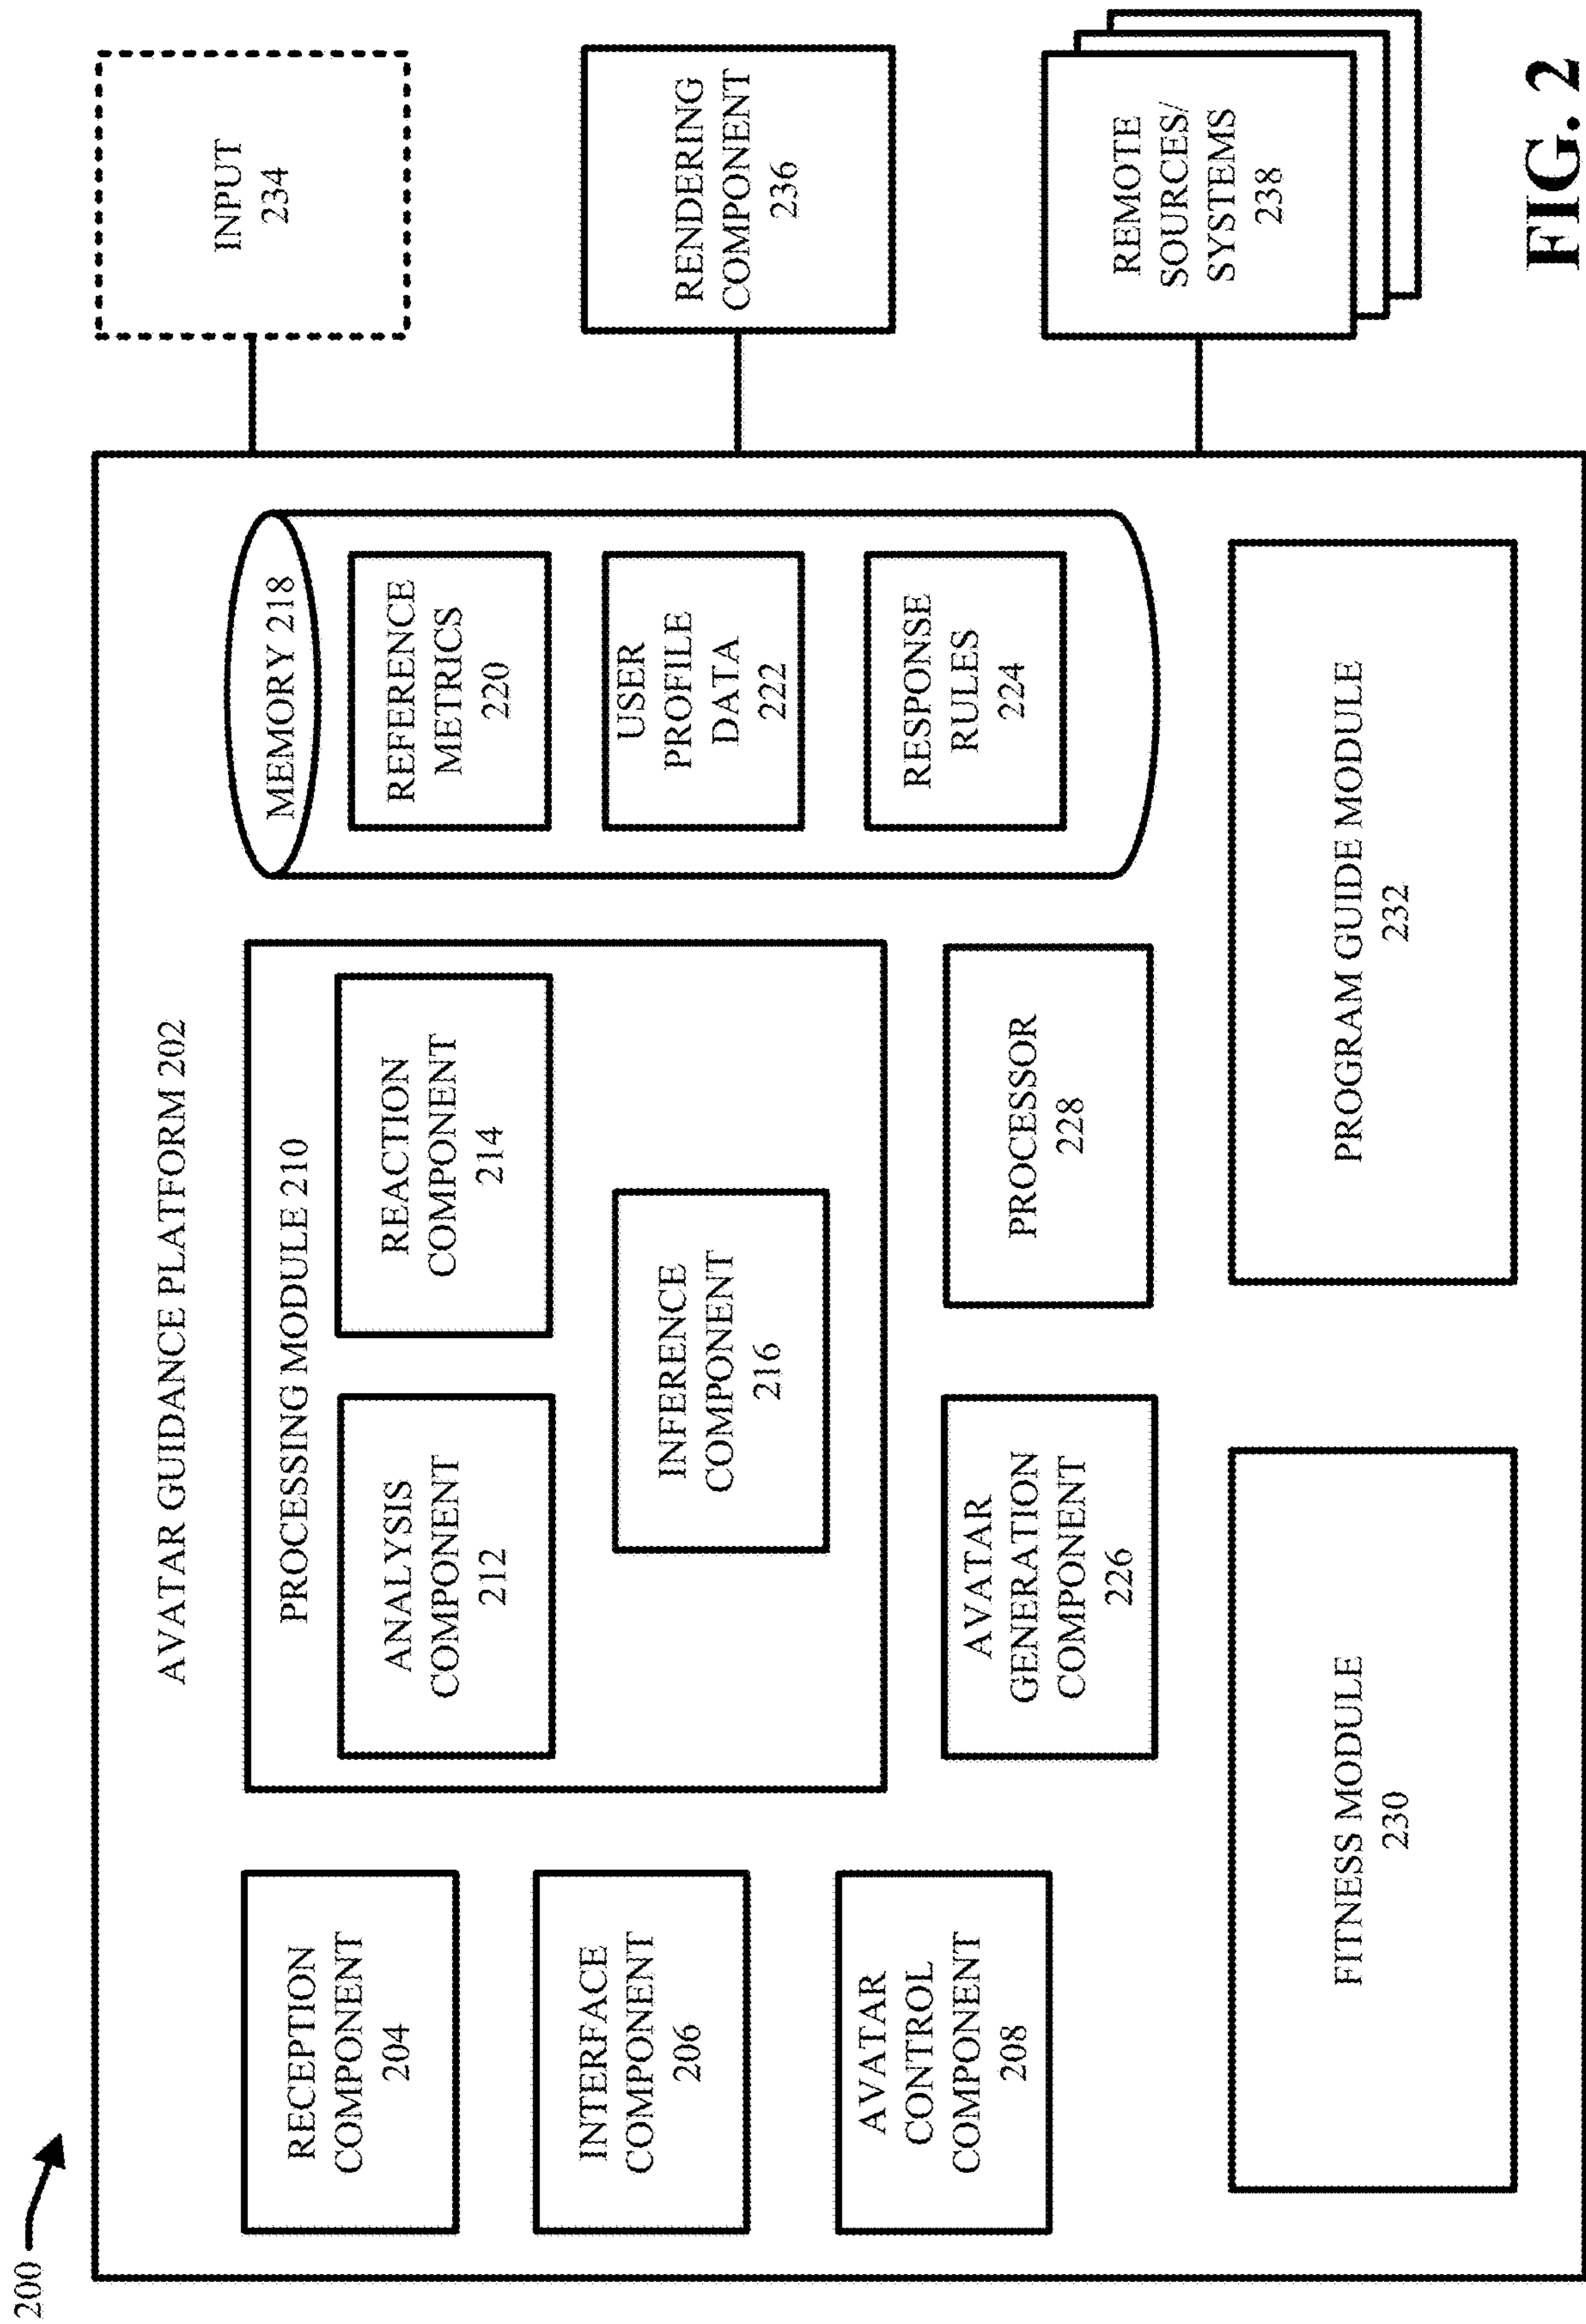 200
AVATAR GUIDANCE PLATFORM 202
RECEPTION
COMPONENT
204
INTERFACE
COMPONENT
206
AVATAR
CONTROL
COMPONENT
208
PROCESSING MODULE 210
ANALYSIS
COMPONENT
212
REACTION
COMPONENT
214
INFERENCE
COMPONENT
216
MEMORY 218
REFERENCE
METRICS
220
USER
PROFILE
DATA
222
RESPONSE
RULES
224
AVATAR
GENERATION
COMPONENT
226
PROCESSOR
228
FITNESS MODULE
230
PROGRAM GUIDE MODULE
232
INPUT
234
RENDERING
COMPONENT
236
REMOTE
SOURCES/
SYSTEMS
238
FIG. 2